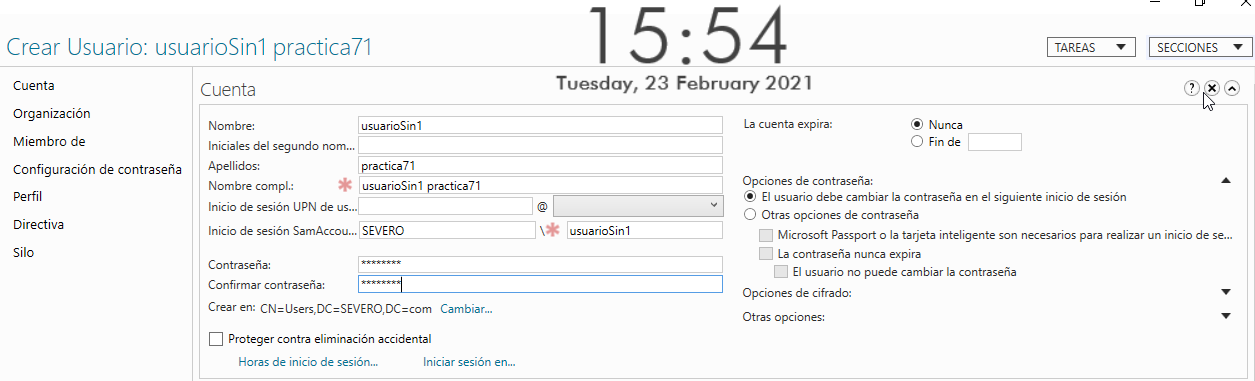 15:54
Tuesday, 23 February 2021
Crear Usuario: usuarioSin1 practica71
TAREAS
SECCIONES
Cuenta
Organización
Miembro de
Configuración de contraseña
Perfil
Directiva
Silo
Cuenta
?
Nombre: usuarioSin1
Iniciales del segundo nom...
Apellidos: practica71
Nombre compl.: * usuarioSin1 practica71
Inicio de sesión UPN de us... @
Inicio de sesión SamAccou... SEVERO \* usuarioSin1
Contraseña: ********
Confirmar contraseña: ********
Crear en: CN=Users,DC=SEVERO,DC=com Cambiar...
Proteger contra eliminación accidental
Horas de inicio de sesión... Iniciar sesión en...
La cuenta expira: Nunca
Fin de
Opciones de contraseña:
El usuario debe cambiar la contraseña en el siguiente inicio de sesión
Otras opciones de contraseña
Microsoft Passport o la tarjeta inteligente son necesarios para realizar un inicio de se...
La contraseña nunca expira
El usuario no puede cambiar la contraseña
Opciones de cifrado:
Otras opciones: